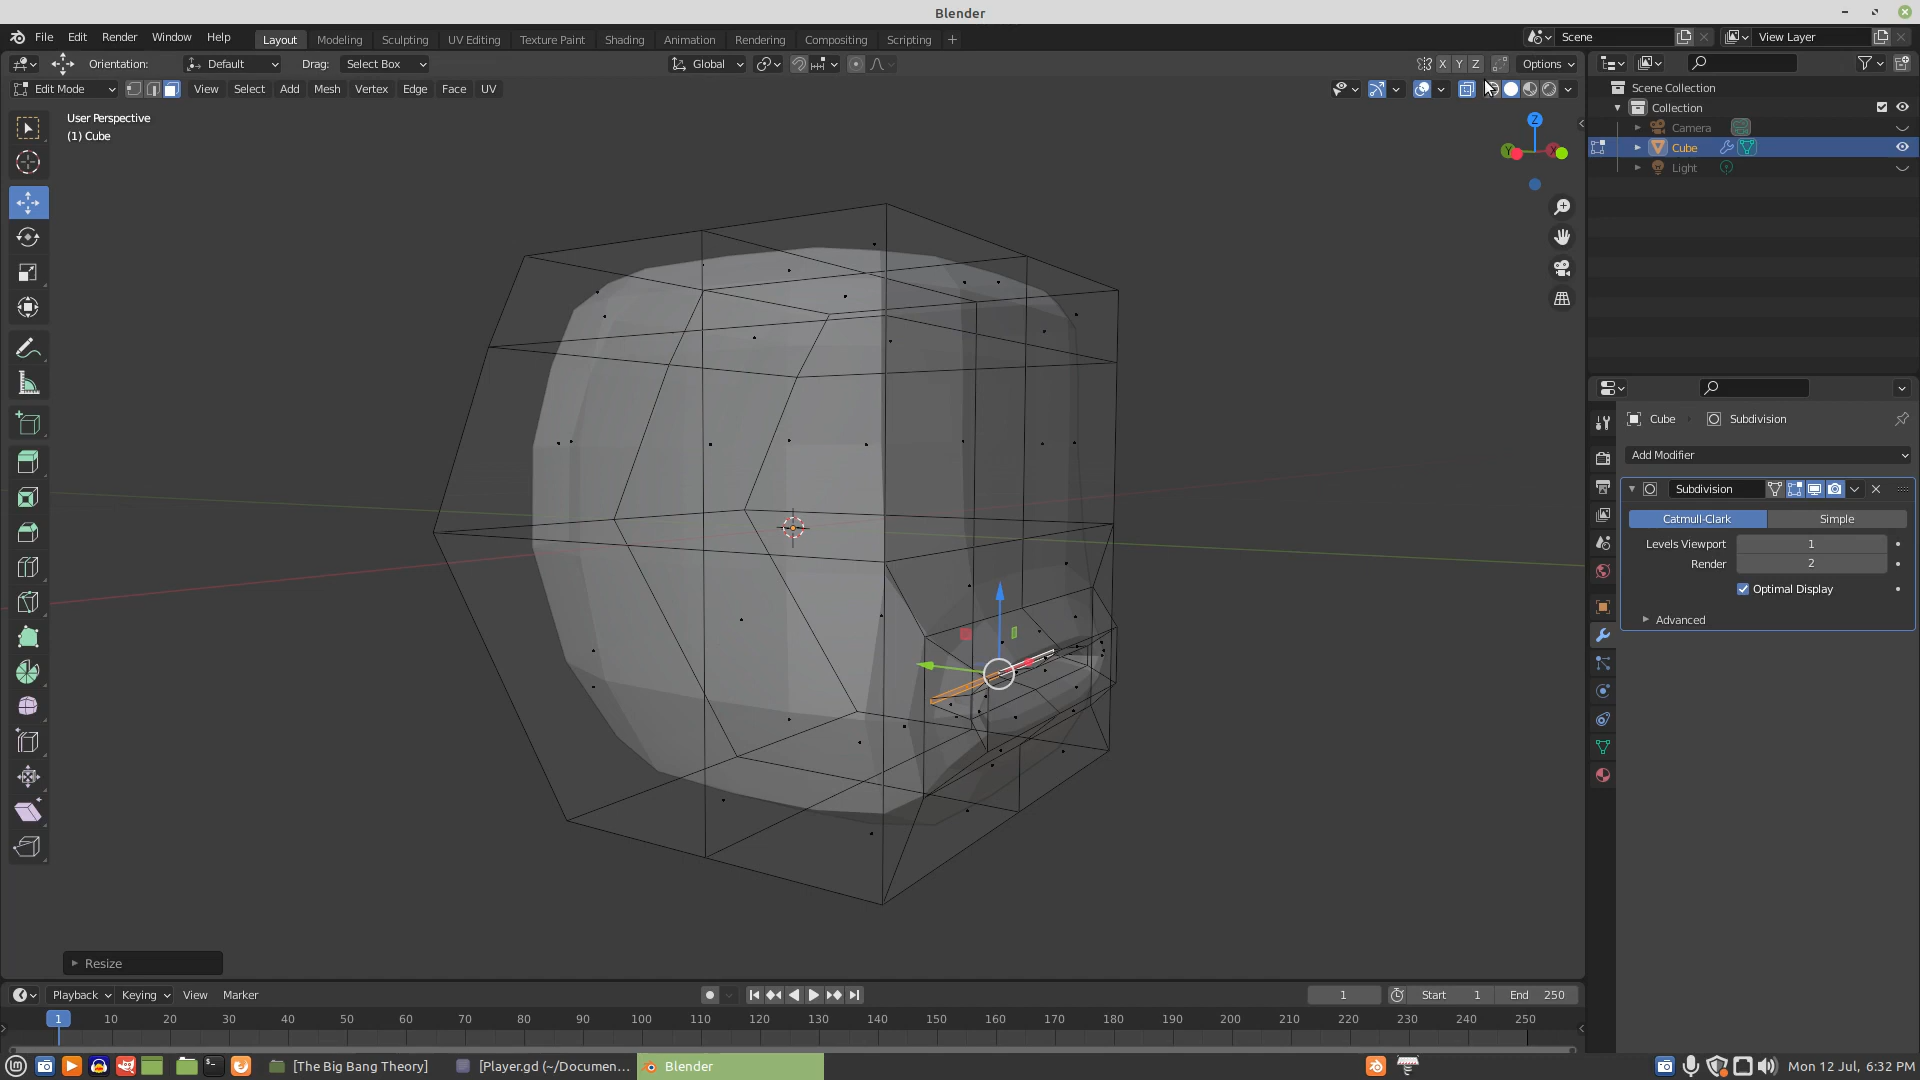 Blender
File Edit Render Window Help
Layout Modeling Sculpting UV Editing Texture Paint Shading Animation Rendering Compositing Scripting +
Scene View Layer
Orientation: Default Drag: Select Box Global X Y Z Options
Edit Mode View Select Add Mesh Vertex Edge Face UV
User Perspective
(1) Cube
Z
Y X
Scene Collection
Collection
Camera
Cube
Light
Cube Subdivision
Add Modifier
Subdivision
Catmull-Clark Simple
Levels Viewport 1
Render 2
Optimal Display
Advanced
Resize
Playback Keying View Marker 1 Start 1 End 250
1 10 20 30 40 50 60 70 80 90 100 110 120 130 140 150 160 170 180 190 200 210 220 230 240 250
[The Big Bang Theory] [Player.gd (~/Documen... Blender Mon 12 Jul, 6:32 PM